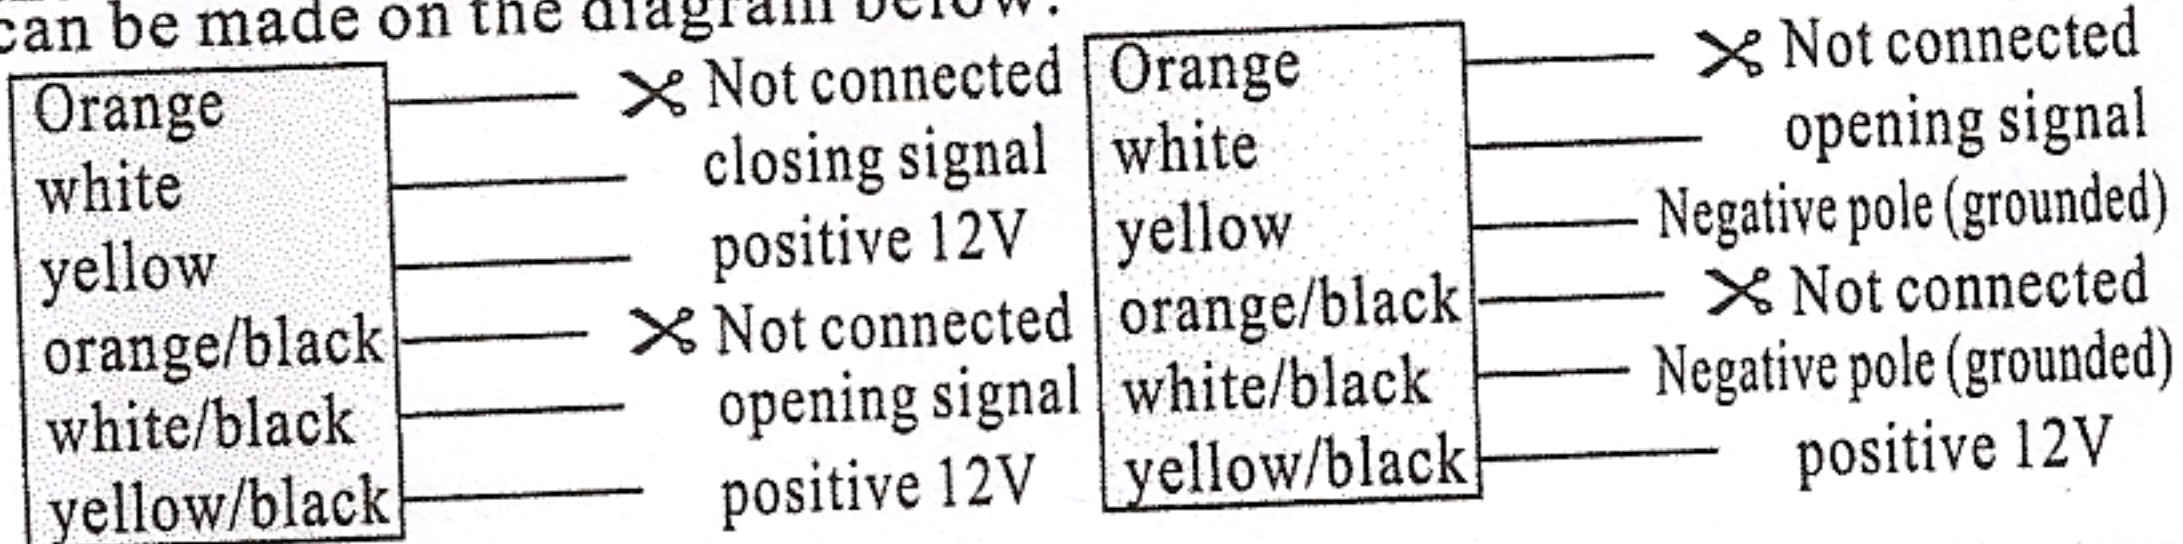 can be made on the diagram below:
Orange Not connected
white closing signal
yellow positive 12V
orange/black Not connected
white/black opening signal
yellow/black positive 12V
Orange Not connected
white opening signal
yellow Negative pole (grounded)
orange/black Not connected
white/black Negative pole (grounded)
yellow/black positive 12V